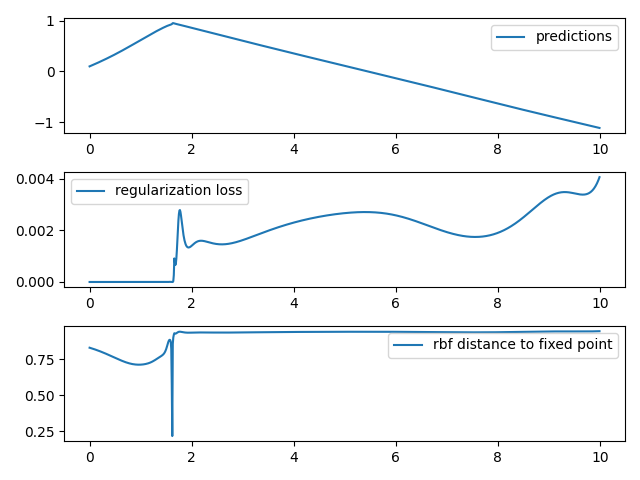 1
0
−1
predictions
0 2 4 6 8 10
0.004
0.002
0.000
regularization loss
0 2 4 6 8 10
0.75
0.50
0.25
rbf distance to fixed point
0 2 4 6 8 10